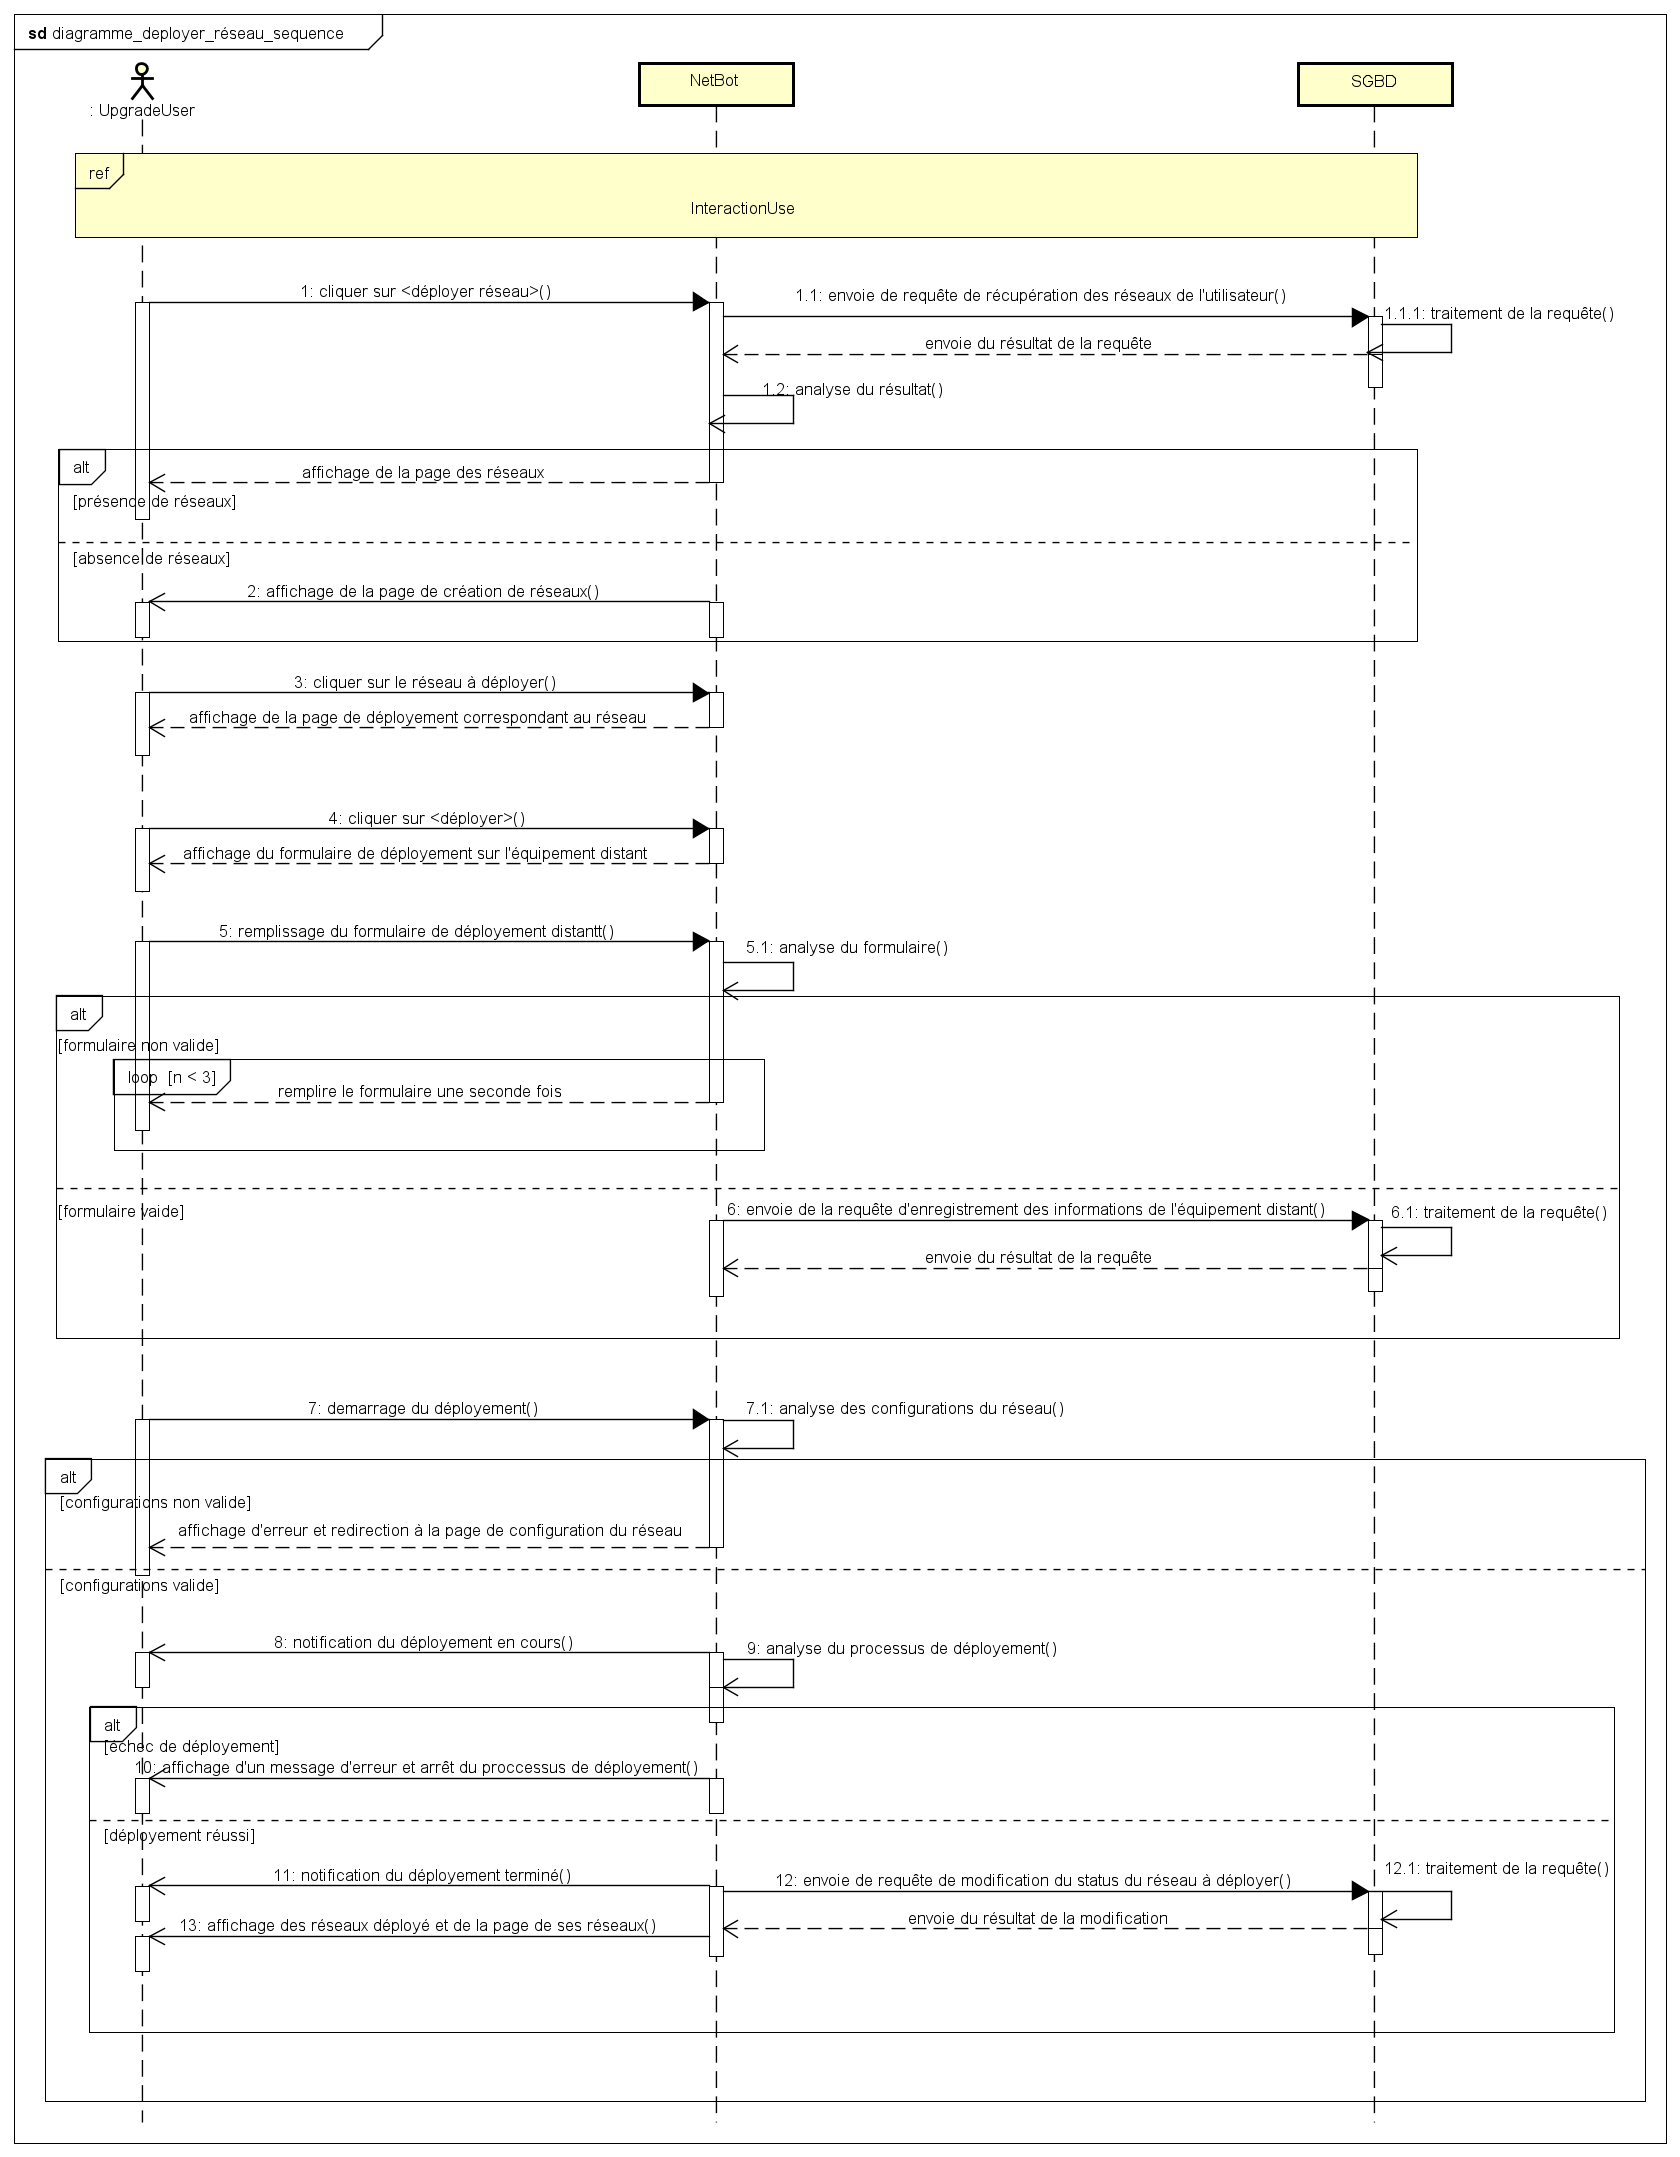 sd diagramme_deployer_réseau_sequence
: UpgradeUser
NetBot
SGBD
ref
InteractionUse
1: cliquer sur <déployer réseau>()
1.1: envoie de requête de récupération des réseaux de l'utilisateur()
1.1.1: traitement de la requête()
envoie du résultat de la requête
1.2: analyse du résultat()
alt
affichage de la page des réseaux
[présence de réseaux]
[absence de réseaux]
2: affichage de la page de création de réseaux()
3: cliquer sur le réseau à déployer()
affichage de la page de déployement correspondant au réseau
4: cliquer sur <déployer>()
affichage du formulaire de déployement sur l'équipement distant
5: remplissage du formulaire de déployement distantt()
5.1: analyse du formulaire()
alt
[formulaire non valide]
loop [n < 3]
remplire le formulaire une seconde fois
[formulaire vaide]
6: envoie de la requête d'enregistrement des informations de l'équipement distant()
6.1: traitement de la requête()
envoie du résultat de la requête
7: demarrage du déployement()
7.1: analyse des configurations du réseau()
alt
[configurations non valide]
affichage d'erreur et redirection à la page de configuration du réseau
[configurations valide]
8: notification du déployement en cours()
9: analyse du processus de déployement()
alt
[échec de déployement]
10: affichage d'un message d'erreur et arrêt du proccessus de déployement()
[déployement réussi]
11: notification du déployement terminé()
12: envoie de requête de modification du status du réseau à déployer()
12.1: traitement de la requête()
envoie du résultat de la modification
13: affichage des réseaux déployé et de la page de ses réseaux()